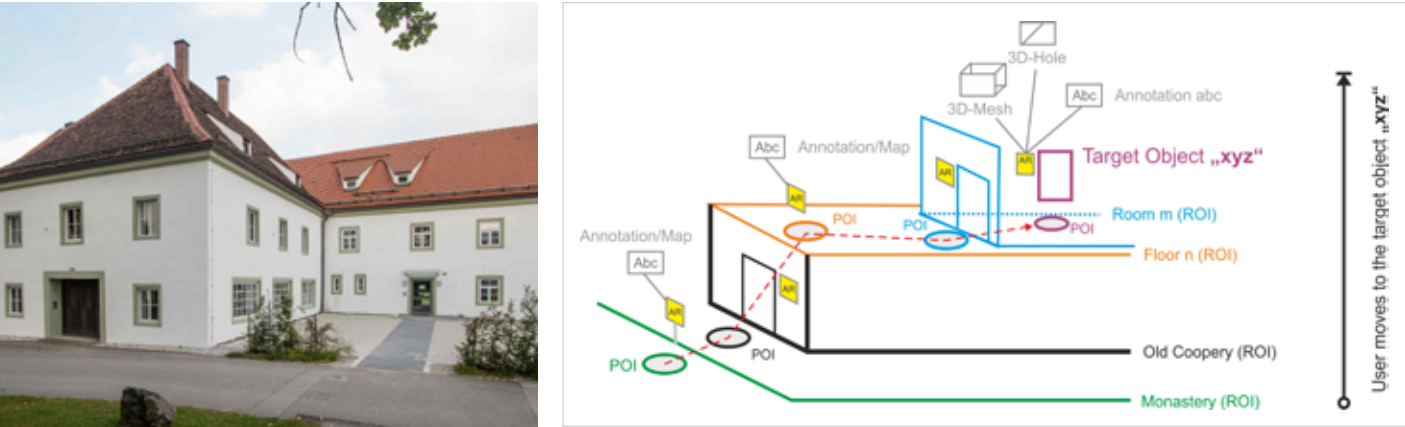 3D-Hole
3D-Mesh
Abc
Annotation abc
Abc
Annotation/Map
AR
AR
Target Object „xyz“
AR
POI
POI
POI
Room m (ROI)
Annotation/Map
Abc
Floor n (ROI)
AR
AR
POI
POI
Old Coopery (ROI)
Monastery (ROI)
User moves to the target object „xyz“